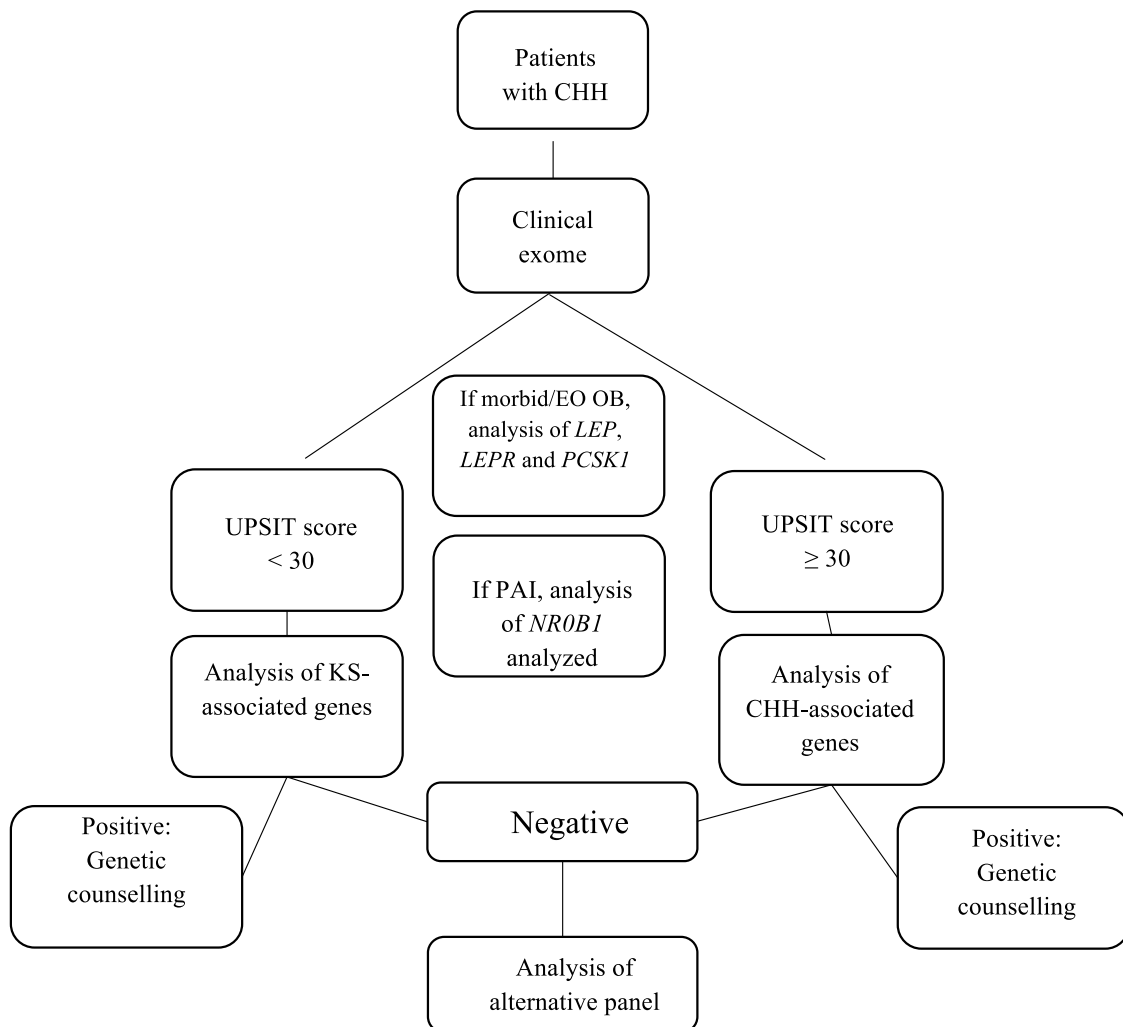 Patients
with CHH
Clinical
exome
If morbid/EO OB,
analysis of LEP,
LEPR and PCSK1
UPSIT score
< 30
UPSIT score
≥ 30
If PAI, analysis
of NR0B1
analyzed
Analysis of KS-
associated genes
Analysis of
CHH-associated
genes
Negative
Positive:
Genetic
counselling
Positive:
Genetic
counselling
Analysis of
alternative panel